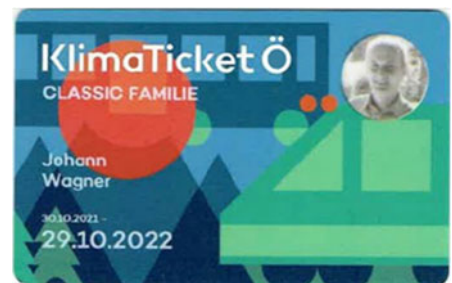 KlimaTicket Ö
CLASSIC FAMILIE
Johann
Wagner
30.10.2021 -
29.10.2022